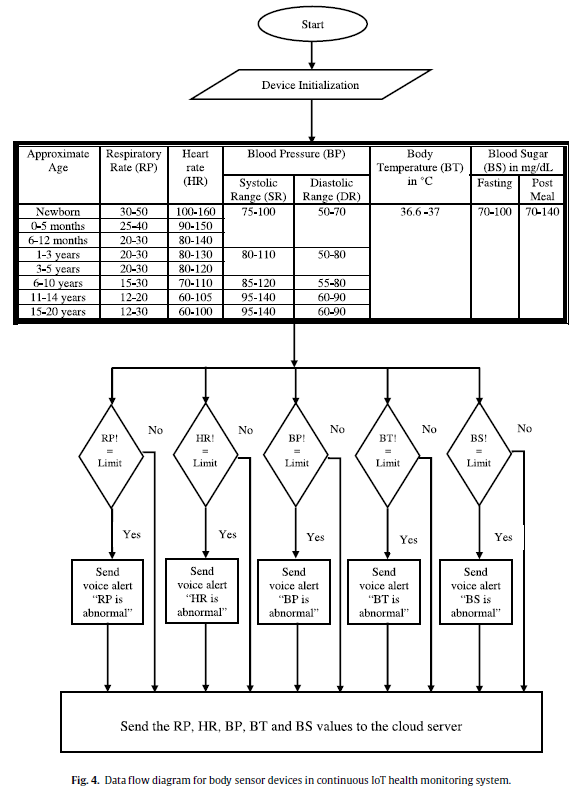 Start
Device Initialization
Approximate Age | Respiratory Rate (RP) | Heart rate (HR) | Blood Pressure (BP) | Body Temperature (BT) in °C | Blood Sugar (BS) in mg/dL
Systolic Range (SR) | Diastolic Range (DR) | Fasting | Post Meal
Newborn | 30-50 | 100-160 | 75-100 | 50-70 | 36.6-37 | 70-100 | 70-140
0-5 months | 25-40 | 90-150
6-12 months | 20-30 | 80-140
1-3 years | 20-30 | 80-130 | 80-110 | 50-80
3-5 years | 20-30 | 80-120
6-10 years | 15-30 | 70-110 | 85-120 | 55-80
11-14 years | 12-20 | 60-105 | 95-140 | 60-90
15-20 years | 12-30 | 60-100 | 95-140 | 60-90
RP!
=
Limit
No
Yes
HR!
=
Limit
No
Yes
BP!
=
Limit
No
Yes
BT!
=
Limit
No
Yes
BS!
=
Limit
No
Yes
Send
voice alert
“RP is
abnormal”
Send
voice alert
“HR is
abnormal”
Send
voice alert
“BP is
abnormal”
Send
voice alert
“BT is
abnormal”
Send
voice alert
“BS is
abnormal”
Send the RP, HR, BP, BT and BS values to the cloud server
Fig. 4. Data flow diagram for body sensor devices in continuous IoT health monitoring system.